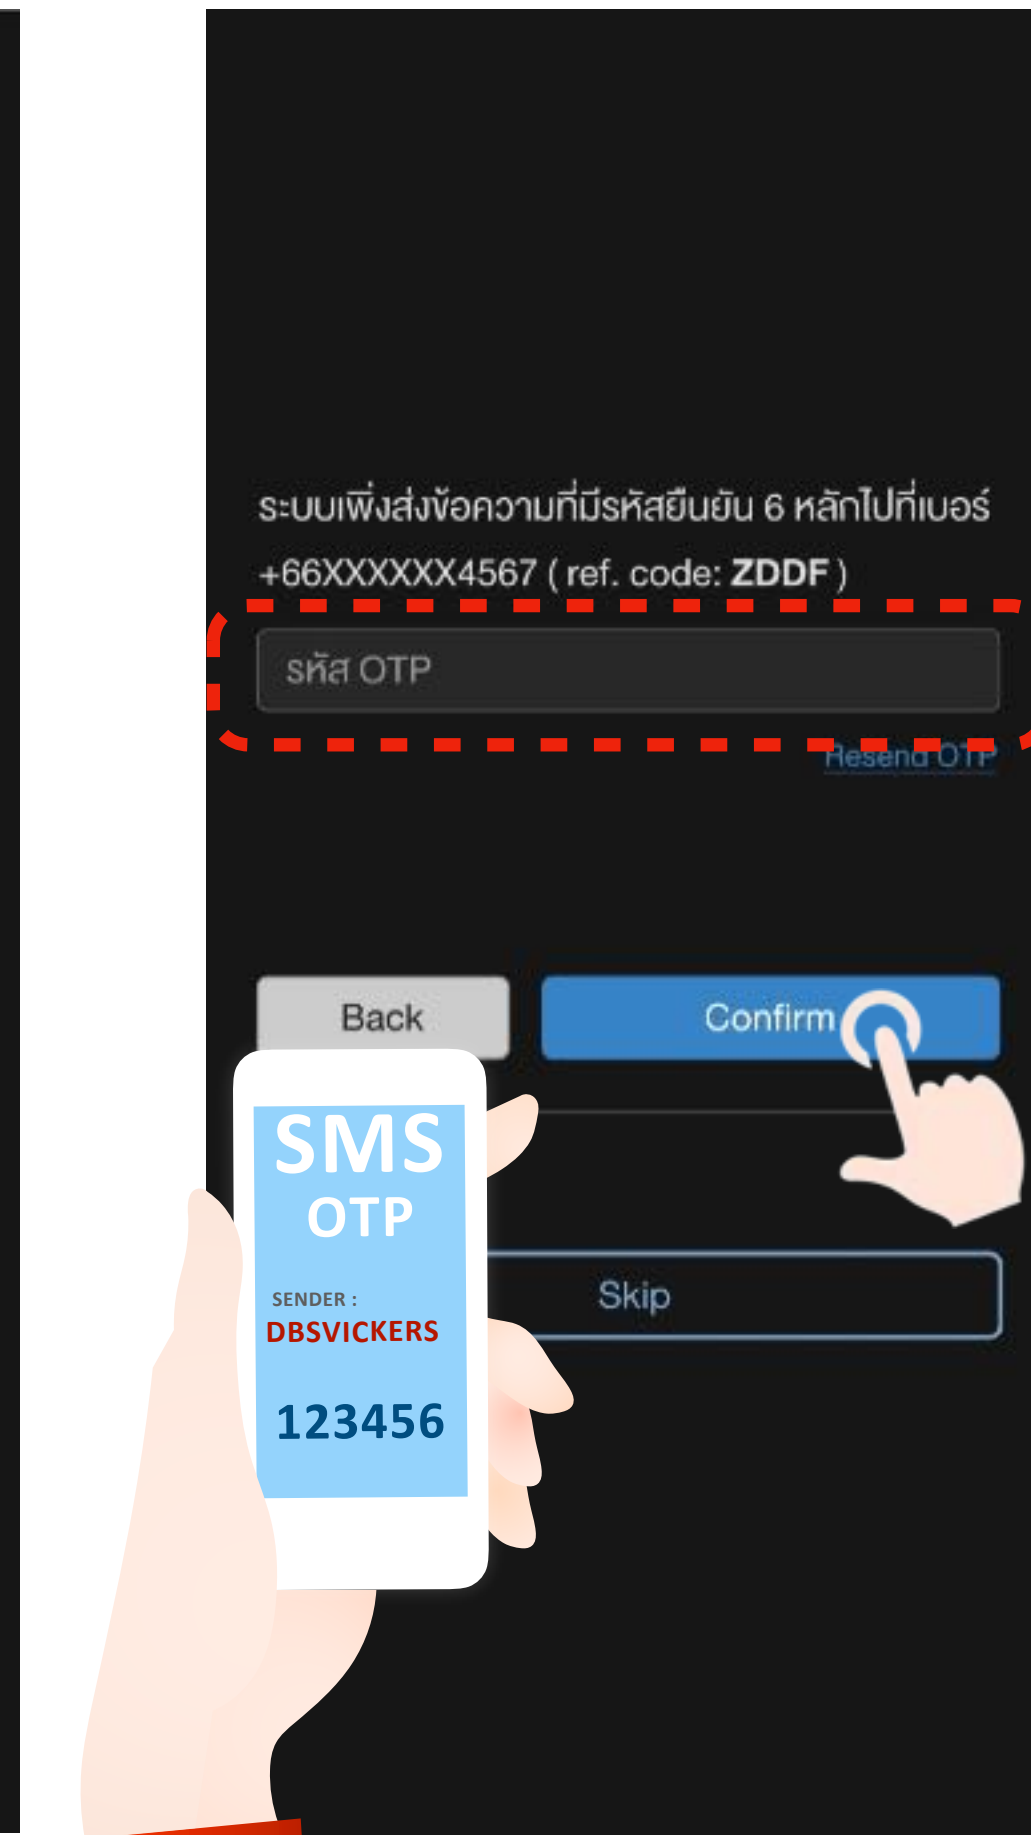 ระบบเพิ่งส่งข้อความที่มีรหัสยืนยัน 6 หลักไปที่เบอร์
+66XXXXXX4567 ( ref. code: ZDDF )
รหัส OTP
Resend OTP
Back
Confirm
SMS
OTP
SENDER :
DBSVICKERS
123456
Skip